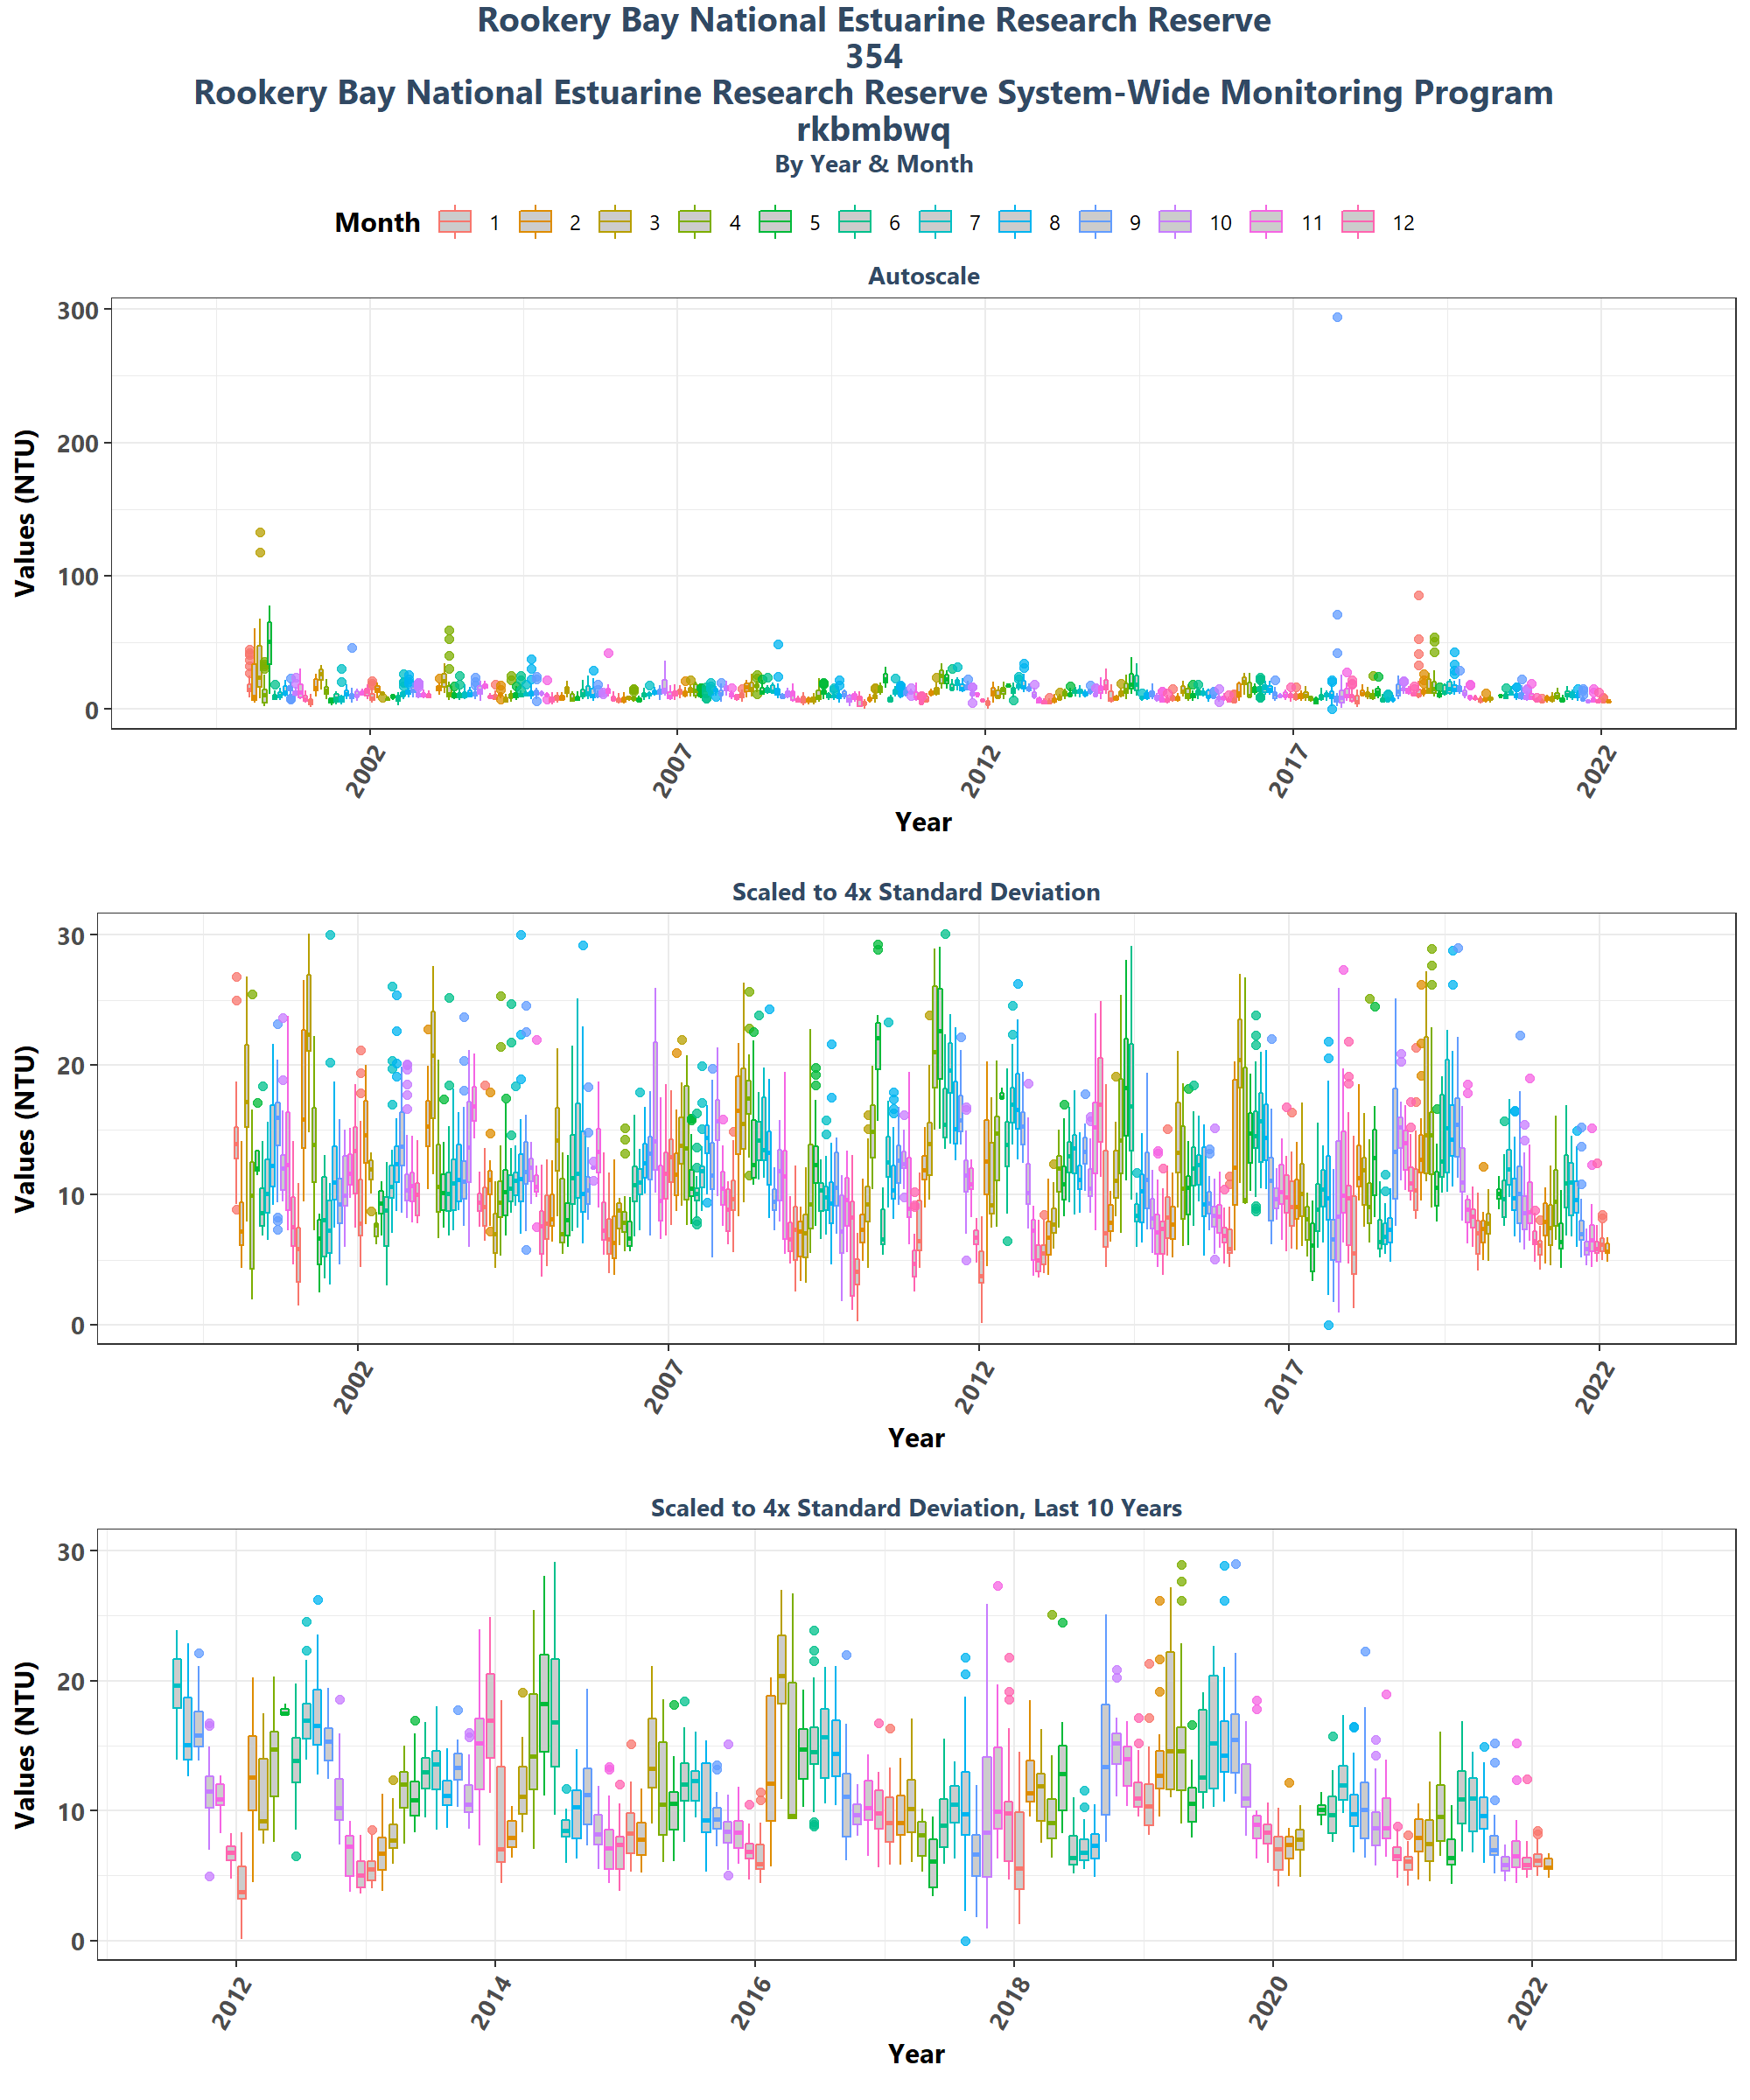 Rookery Bay National Estuarine Research Reserve
354
Rookery Bay National Estuarine Research Reserve System-Wide Monitoring Program
rkbmbwq
By Year & Month
Month 1 2 3 4 5 6 7 8 9 10 11 12
Autoscale
Values (NTU)
300
200
100
0
2002 2007 2012 2017 2022
Year
Scaled to 4x Standard Deviation
Values (NTU)
30
20
10
0
2002 2007 2012 2017 2022
Year
Scaled to 4x Standard Deviation, Last 10 Years
Values (NTU)
30
20
10
0
2012 2014 2016 2018 2020 2022
Year